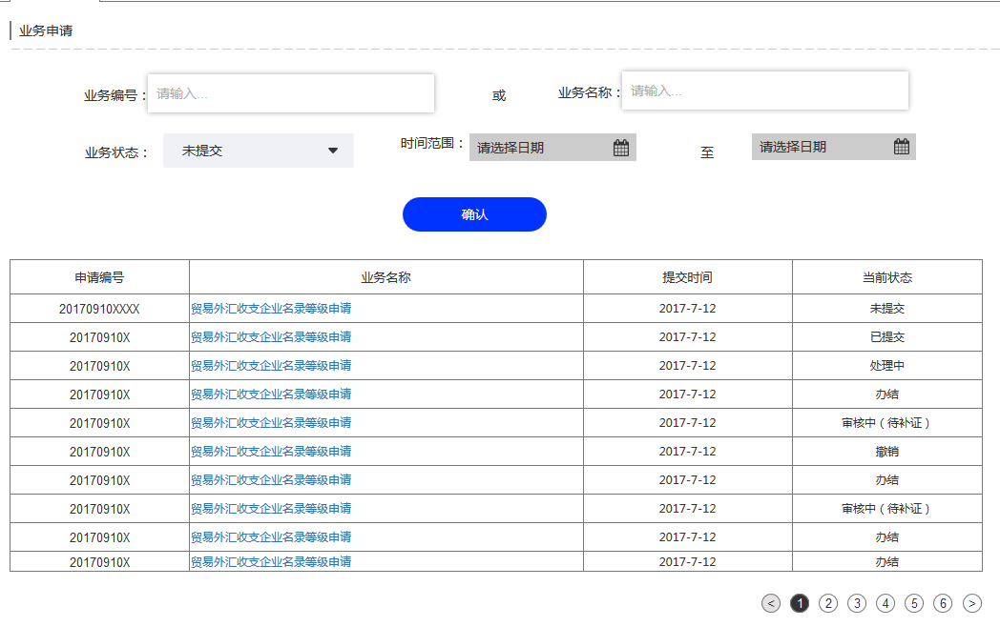 业务申请
业务编号： 请输入... 或 业务名称： 请输入...
业务状态： 未提交 时间范围： 请选择日期 至 请选择日期
确认
申请编号 业务名称 提交时间 当前状态
20170910XXXX 贸易外汇收支企业名录等级申请 2017-7-12 未提交
20170910X 贸易外汇收支企业名录等级申请 2017-7-12 已提交
20170910X 贸易外汇收支企业名录等级申请 2017-7-12 处理中
20170910X 贸易外汇收支企业名录等级申请 2017-7-12 办结
20170910X 贸易外汇收支企业名录等级申请 2017-7-12 审核中（待补证）
20170910X 贸易外汇收支企业名录等级申请 2017-7-12 撤销
20170910X 贸易外汇收支企业名录等级申请 2017-7-12 办结
20170910X 贸易外汇收支企业名录等级申请 2017-7-12 审核中（待补证）
20170910X 贸易外汇收支企业名录等级申请 2017-7-12 办结
20170910X 贸易外汇收支企业名录等级申请 2017-7-12 办结
< 1 2 3 4 5 6 >